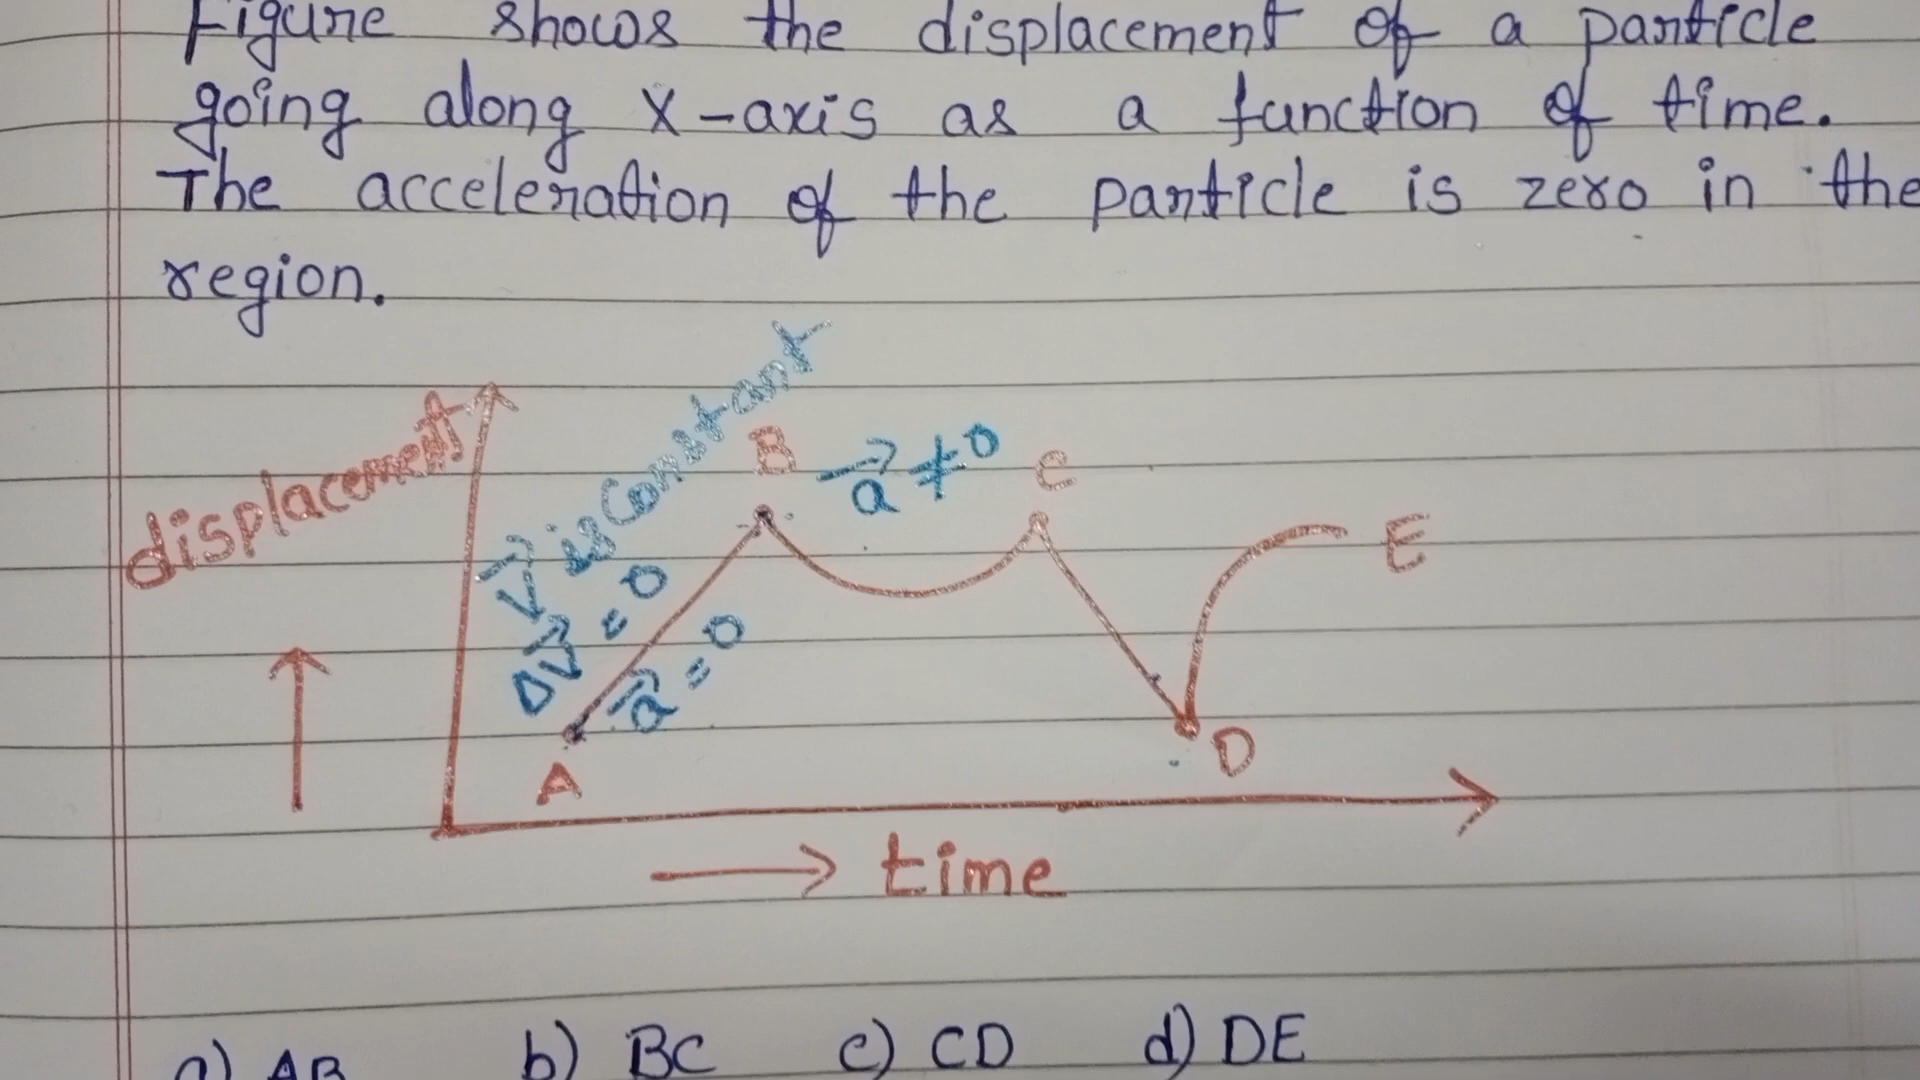 Figure shows the displacement of a particle
going along X-axis as a function of time.
The acceleration of the particle is zero in the
region.
displacement
V⃗ is constant
ΔV⃗ = 0
a⃗ = 0
B
a⃗ ≠ 0
C
E
A
D
time
a) AB b) BC c) CD d) DE